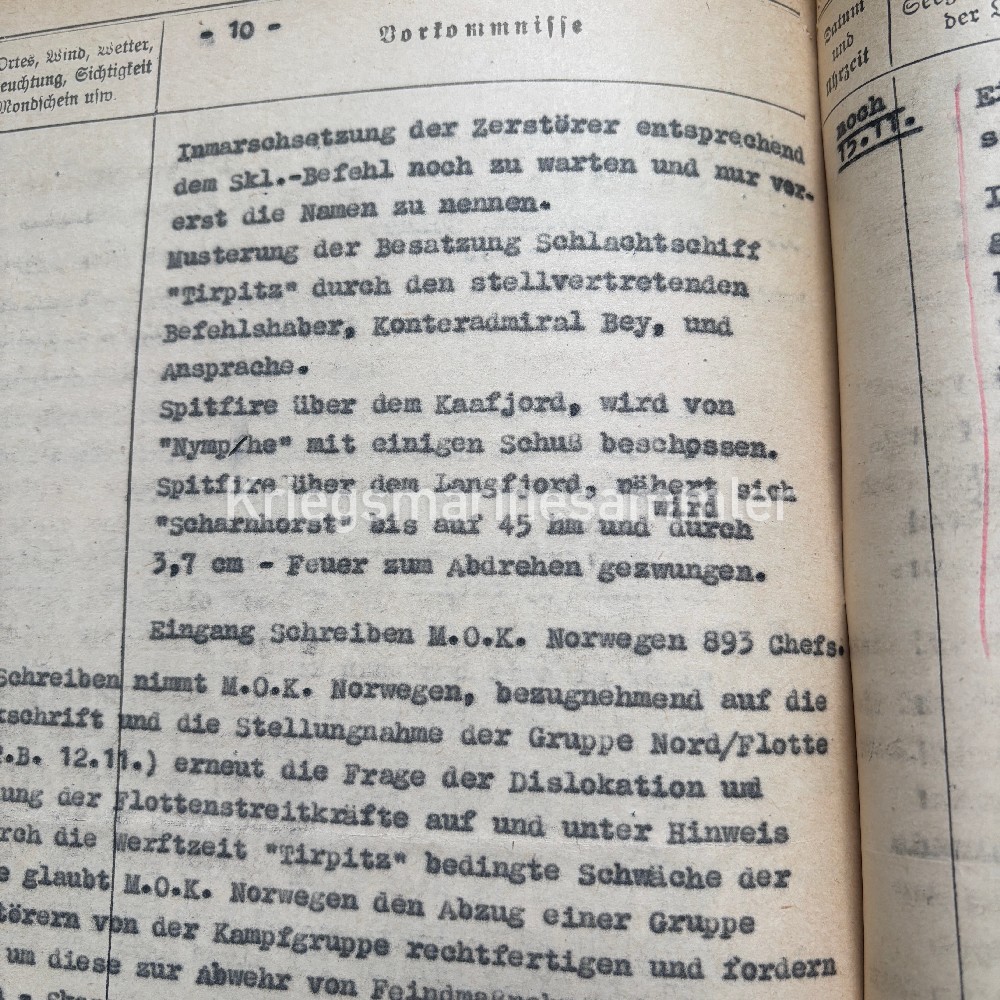 - 10 -
Vorkommnisse
Ortes, Wind, Wetter,
euchtung, Sichtigkeit
Mondschein usw.
Inmarschsetzung der Zerstörer entsprechend
dem Skl.-Befehl noch zu warten und nur vor-
erst die Namen zu nennen.
Musterung der Besatzung Schlachtschiff
"Tirpitz" durch den stellvertretenden
Befehlshaber, Konteradmiral Bey, und
Ansprache.
Spitfire über dem Kaafjord, wird von
"Nymphe" mit einigen Schuß beschossen.
Spitfire über dem Langfjord, nähert sich
wird
"Scharnhorst" bis auf 45 hm und durch
3,7 cm - Feuer zum Abdrehen gezwungen.
Eingang Schreiben M.O.K. Norwegen 893 Chefs.
Schreiben nimmt M.O.K. Norwegen, bezugnehmend auf die
kschrift und die Stellungnahme der Gruppe Nord/Flotte
.B. 12.11.) erneut die Frage der Dislokation und
ung der Flottenstreitkräfte auf und unter Hinweis
rch die Werftzeit "Tirpitz" bedingte Schwäche der
e glaubt M.O.K. Norwegen den Abzug einer Gruppe
törern von der Kampfgruppe rechtfertigen und fordern
um diese zur Abwehr von
Datum
und
Uhrzeit
der
noch
15.11.
Kriegsmarinesammler